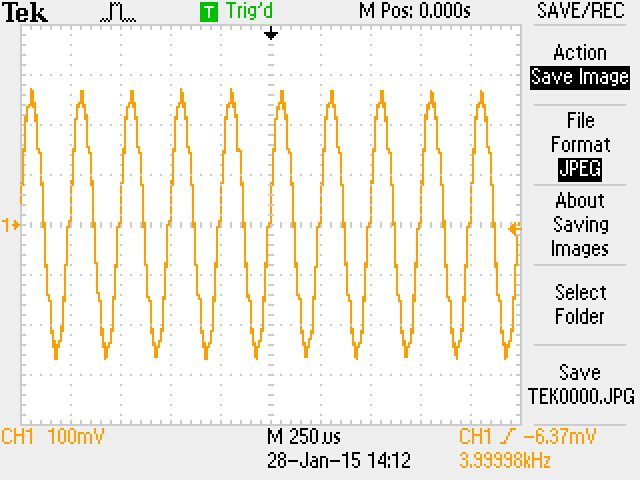 Tek
T Trig'd
M Pos: 0.000s
SAVE/REC
Action
Save Image
File
Format
JPEG
About
Saving
Images
Select
Folder
Save
TEK0000.JPG
1
CH1 100mV
M 250µs
CH1 -6.37mV
28-Jan-15 14:12
3.99998kHz